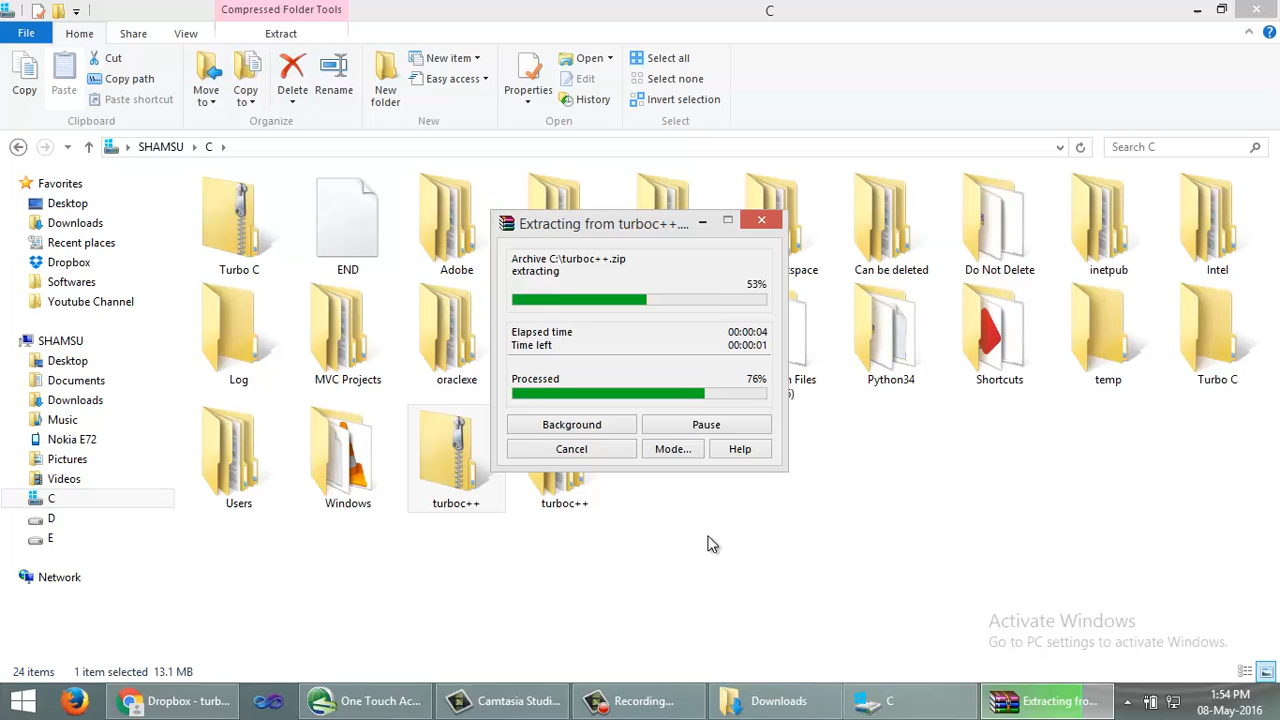 Compressed Folder Tools
C
File
Home
Share
View
Extract
Copy
Paste
Cut
Copy path
Paste shortcut
Move to
Copy to
Delete
Rename
New folder
New item
Easy access
Properties
Open
Edit
History
Select all
Select none
Invert selection
Clipboard
Organize
New
Open
Select
SHAMSU
C
Search C
Favorites
Desktop
Downloads
Recent places
Dropbox
Softwares
Youtube Channel
SHAMSU
Desktop
Documents
Downloads
Music
Nokia E72
Pictures
Videos
C
D
E
Network
Turbo C
END
Adobe
Can be deleted
Do Not Delete
inetpub
Intel
Log
MVC Projects
oraclexe
Python34
Shortcuts
temp
Turbo C
Users
Windows
turboc++
turboc++
Extracting from turboc++....
Archive C:\turboc++.zip
extracting
53%
Elapsed time 00:00:04
Time left 00:00:01
Processed 76%
Background
Pause
Cancel
Mode...
Help
Activate Windows
Go to PC settings to activate Windows.
24 items 1 item selected 13.1 MB
Dropbox - turb...
One Touch Ac...
Camtasia Studi...
Recording...
Downloads
C
Extracting fro...
1:54 PM
08-May-2016